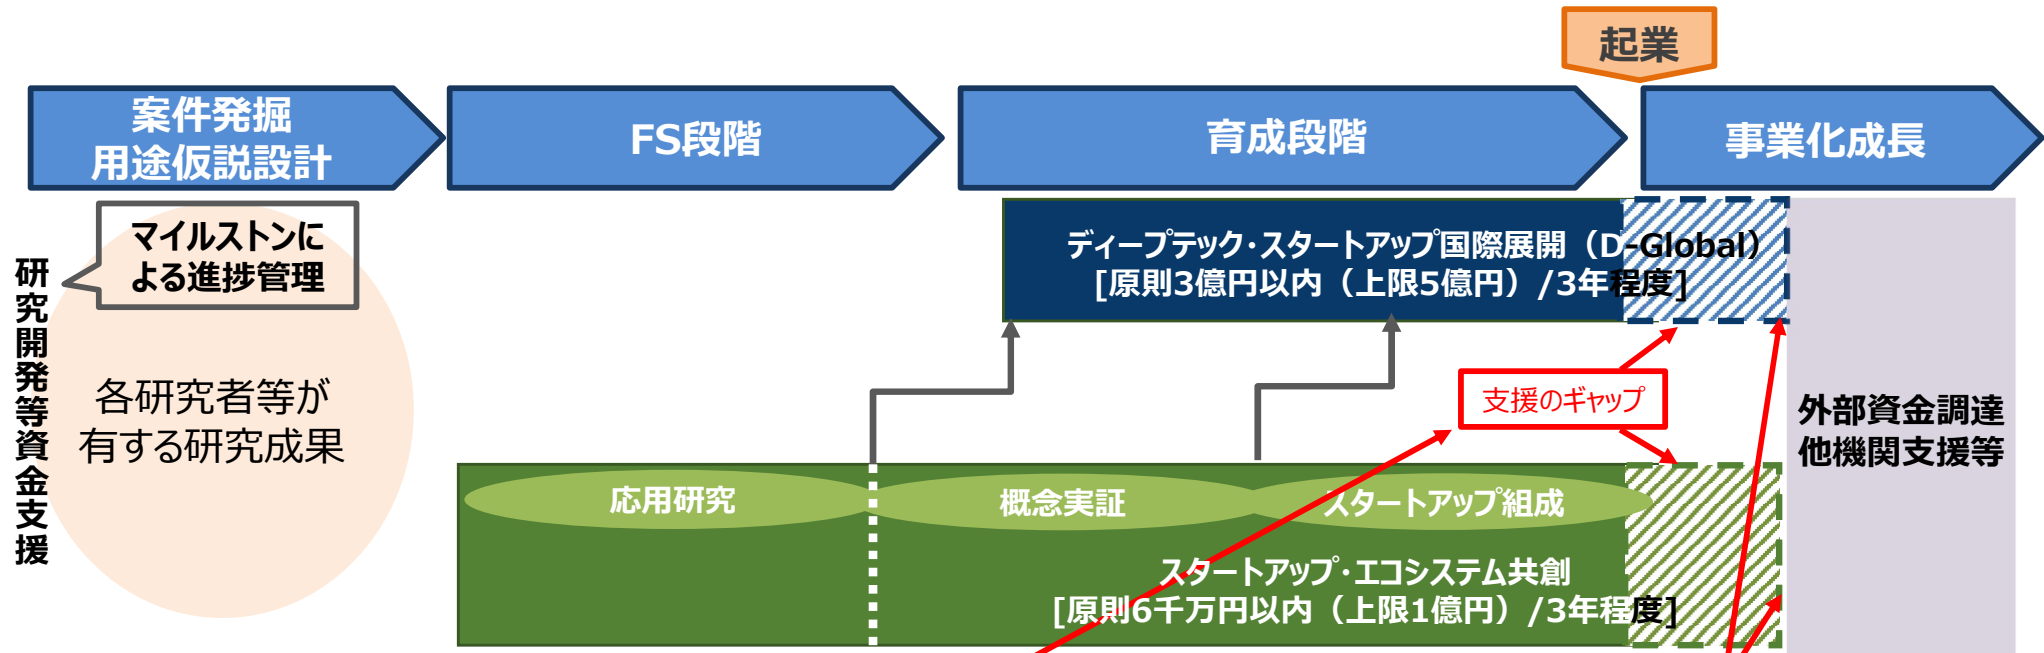 起業
案件発掘
用途仮説設計
FS段階
育成段階
事業化成長
マイルストンに
よる進捗管理
研究開発等資金支援
各研究者等が
有する研究成果
ディープテック・スタートアップ国際展開（D-Global）
[原則3億円以内（上限5億円）/3年程度]
支援のギャップ
外部資金調達
他機関支援等
応用研究
概念実証
スタートアップ組成
スタートアップ・エコシステム共創
[原則6千万円以内（上限1億円）/3年程度]